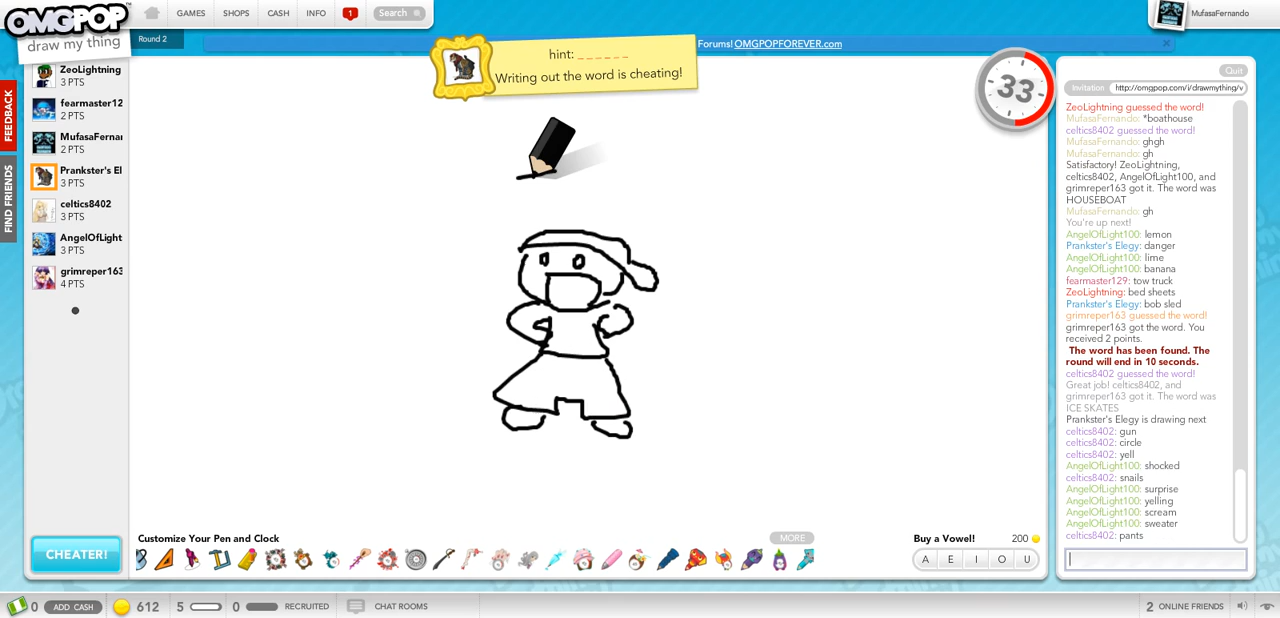 OMGPOP™
draw my thing
GAMES
SHOPS
CASH
INFO
1
Search
MufasaFernando
Round 2
Forums! OMGPOPFOREVER.com
hint: _ _ _ _ _ _
Writing out the word is cheating!
33
FEEDBACK
FIND FRIENDS
ZeoLightning
3 PTS
fearmaster12
2 PTS
MufasaFernan
2 PTS
Prankster's El
3 PTS
celtics8402
3 PTS
AngelOfLight
3 PTS
grimreper163
4 PTS
CHEATER!
Quit
Invitation
http://omgpop.com/i/drawmything/v
ZeoLightning guessed the word!
MufasaFernando: *boathouse
celtics8402 guessed the word!
MufasaFernando: ghgh
MufasaFernando: gh
Satisfactory! ZeoLightning,
celtics8402, AngelOfLight100, and
grimreper163 got it. The word was
HOUSEBOAT
MufasaFernando: gh
You're up next!
AngelOfLight100: lemon
Prankster's Elegy: danger
AngelOfLight100: lime
AngelOfLight100: banana
fearmaster129: tow truck
ZeoLightning: bed sheets
Prankster's Elegy: bob sled
grimreper163 guessed the word!
grimreper163 got the word. You
received 2 points.
The word has been found. The
round will end in 10 seconds.
celtics8402 guessed the word!
Great job! celtics8402, and
grimreper163 got it. The word was
ICE SKATES
Prankster's Elegy is drawing next
celtics8402: gun
celtics8402: circle
celtics8402: yell
AngelOfLight100: shocked
celtics8402: snails
AngelOfLight100: surprise
AngelOfLight100: yelling
AngelOfLight100: scream
AngelOfLight100: sweater
celtics8402: pants
Customize Your Pen and Clock
MORE
Buy a Vowel!
200
A E I O U
0
ADD CASH
612
5
0
RECRUITED
CHAT ROOMS
2 ONLINE FRIENDS